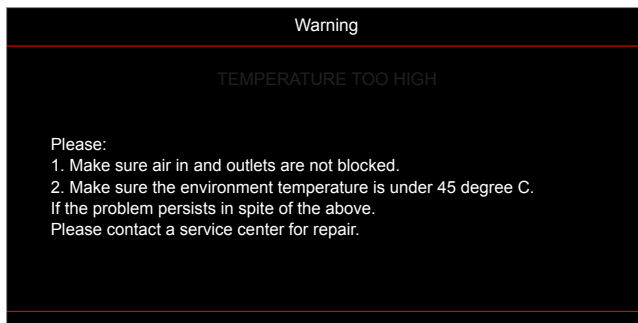 Warning
TEMPERATURE TOO HIGH
Please:
1. Make sure air in and outlets are not blocked.
2. Make sure the environment temperature is under 45 degree C.
If the problem persists in spite of the above.
Please contact a service center for repair.